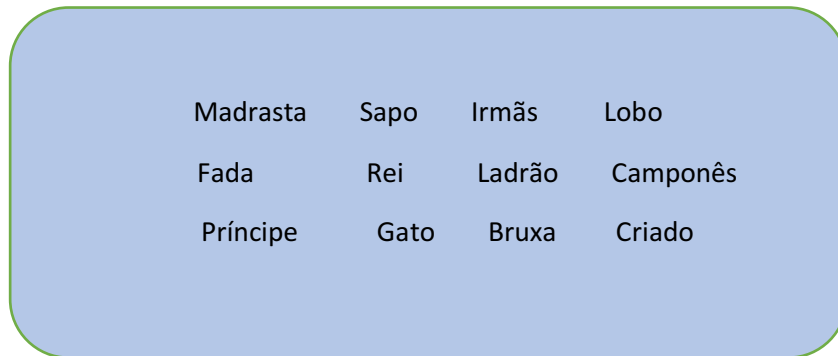 Madrasta Sapo Irmãs Lobo
Fada Rei Ladrão Camponês
Príncipe Gato Bruxa Criado